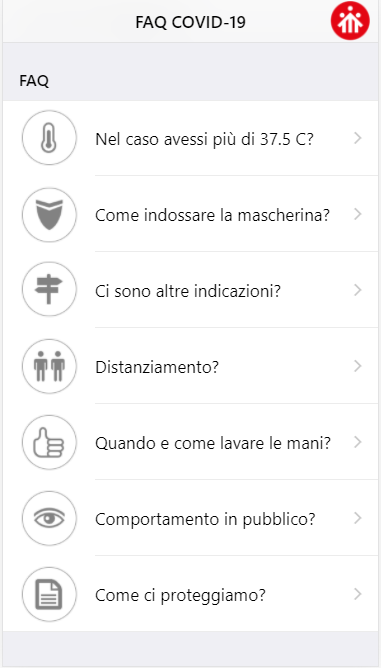 FAQ COVID-19
FAQ
Nel caso avessi più di 37.5 C?
Come indossare la mascherina?
Ci sono altre indicazioni?
Distanziamento?
Quando e come lavare le mani?
Comportamento in pubblico?
Come ci proteggiamo?